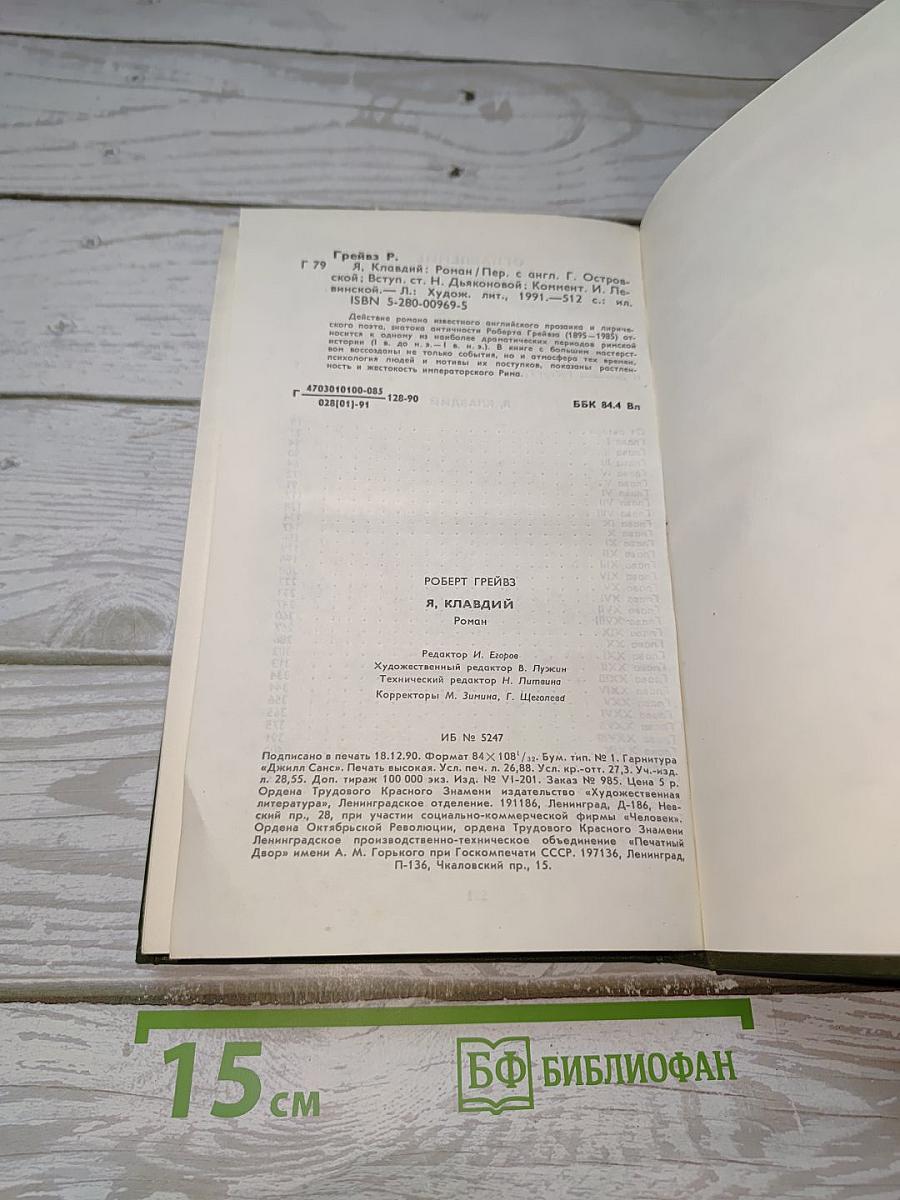 Грейвз Р.
Г 79 Я, Клавдий: Роман/Пер. с англ. Г. Островской; Вступ. ст. Н. Дьяконовой; Коммент. И. Левинской.— Л.: Худож. лит., 1991.—512 с.: ил.
ISBN 5-280-00969-5
Действие романа известного английского прозаика и лирического поэта, знатока античности Роберта Грейвза (1895—1985) относится к одному из наиболее драматических периодов римской истории (I в. до н. э.— I в. н. э.). В книге с большим мастерством воссозданы не только события, но и атмосфера тех времен, психология людей и мотивы их поступков, показаны растленность и жестокость императорского Рима.
Г 4703010100-085 128-90
028(01)-91
ББК 84.4 Вл
РОБЕРТ ГРЕЙВЗ
Я, КЛАВДИЙ
Роман
Редактор И. Егоров
Художественный редактор В. Лужин
Технический редактор Н. Литвина
Корректоры М. Зимина, Г. Щеголева
ИБ № 5247
Подписано в печать 18.12.90. Формат 84×108¹/₃₂. Бум. тип. № 1. Гарнитура
«Джилл Санс». Печать высокая. Усл. печ. л. 26,88. Усл. кр.-отт. 27,3. Уч.-изд.
л. 28,55. Доп. тираж 100 000 экз. Изд. № VI-201. Заказ № 985. Цена 5 р.
Ордена Трудового Красного Знамени издательство «Художественная
литература», Ленинградское отделение. 191186, Ленинград, Д-186, Нев-
ский пр., 28, при участии социально-коммерческой фирмы «Человек».
Ордена Октябрьской Революции, ордена Трудового Красного Знамени
Ленинградское производственно-техническое объединение «Печатный
Двор» имени А. М. Горького при Госкомпечати СССР. 197136, Ленинград,
П-136, Чкаловский пр., 15.
15 см
БФ БИБЛИОФАН